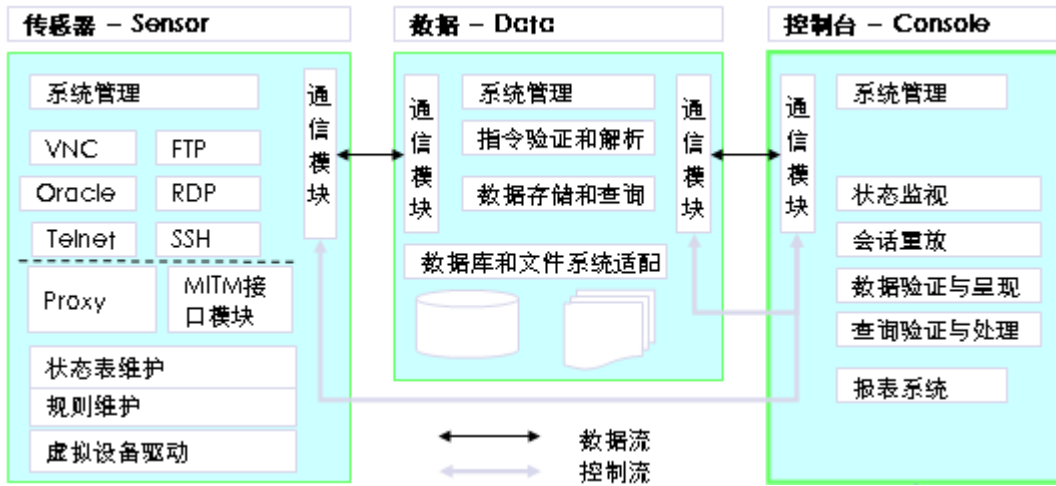 传感器 – Sensor
系统管理
通信模块
VNC
FTP
Oracle
RDP
Telnet
SSH
Proxy
MITM接
口模块
状态表维护
规则维护
虚拟设备驱动
数据 – Data
通信模块
系统管理
指令验证和解析
数据存储和查询
通信模块
数据库和文件系统适配
控制台 – Console
通信模块
系统管理
状态监视
会话重放
数据验证与呈现
查询验证与处理
报表系统
数据流
控制流